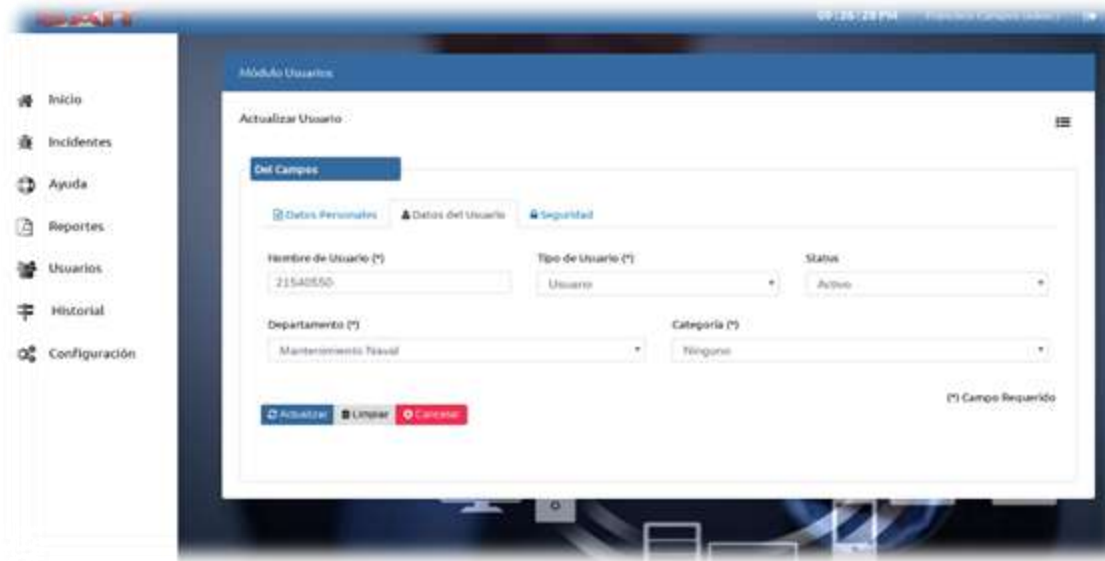 Módulo Usuarios
Inicio
Actualizar Usuario
Incidentes
Del Campos
Ayuda
Datos Personales Datos del Usuario Seguridad
Reportes
Nombre de Usuario (*) Tipo de Usuario (*) Status
Usuarios
21540550 Usuario Activo
Historial
Departamento (*) Categoría (*)
Configuración
Mantenimiento Naval Ninguno
(*) Campo Requerido
Actualizar Limpiar Cancelar